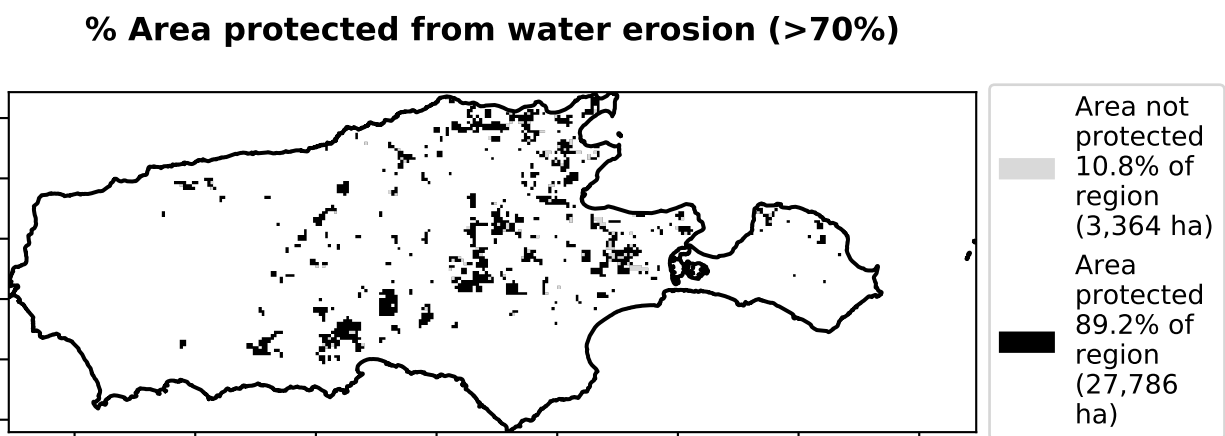 % Area protected from water erosion (>70%)
Area not
protected
10.8% of
region
(3,364 ha)
Area
protected
89.2% of
region
(27,786
ha)